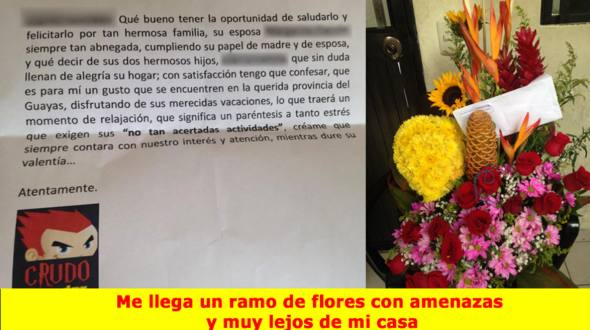 Qué bueno tener la oportunidad de saludarlo y
felicitarlo por tan hermosa familia, su esposa
siempre tan abnegada, cumpliendo su papel de madre y de esposa,
y qué decir de sus dos hermosos hijos, que sin duda
llenan de alegría su hogar; con satisfacción tengo que confesar, que
es para mí un gusto que se encuentren en la querida provincia del
Guayas, disfrutando de sus merecidas vacaciones, lo que traerá un
momento de relajación, que significa un paréntesis a tanto estrés
que exigen sus "no tan acertadas actividades", créame que
siempre contara con nuestro interés y atención, mientras dure su
valentía...
Atentamente.
CRUDO
Me llega un ramo de flores con amenazas
y muy lejos de mi casa